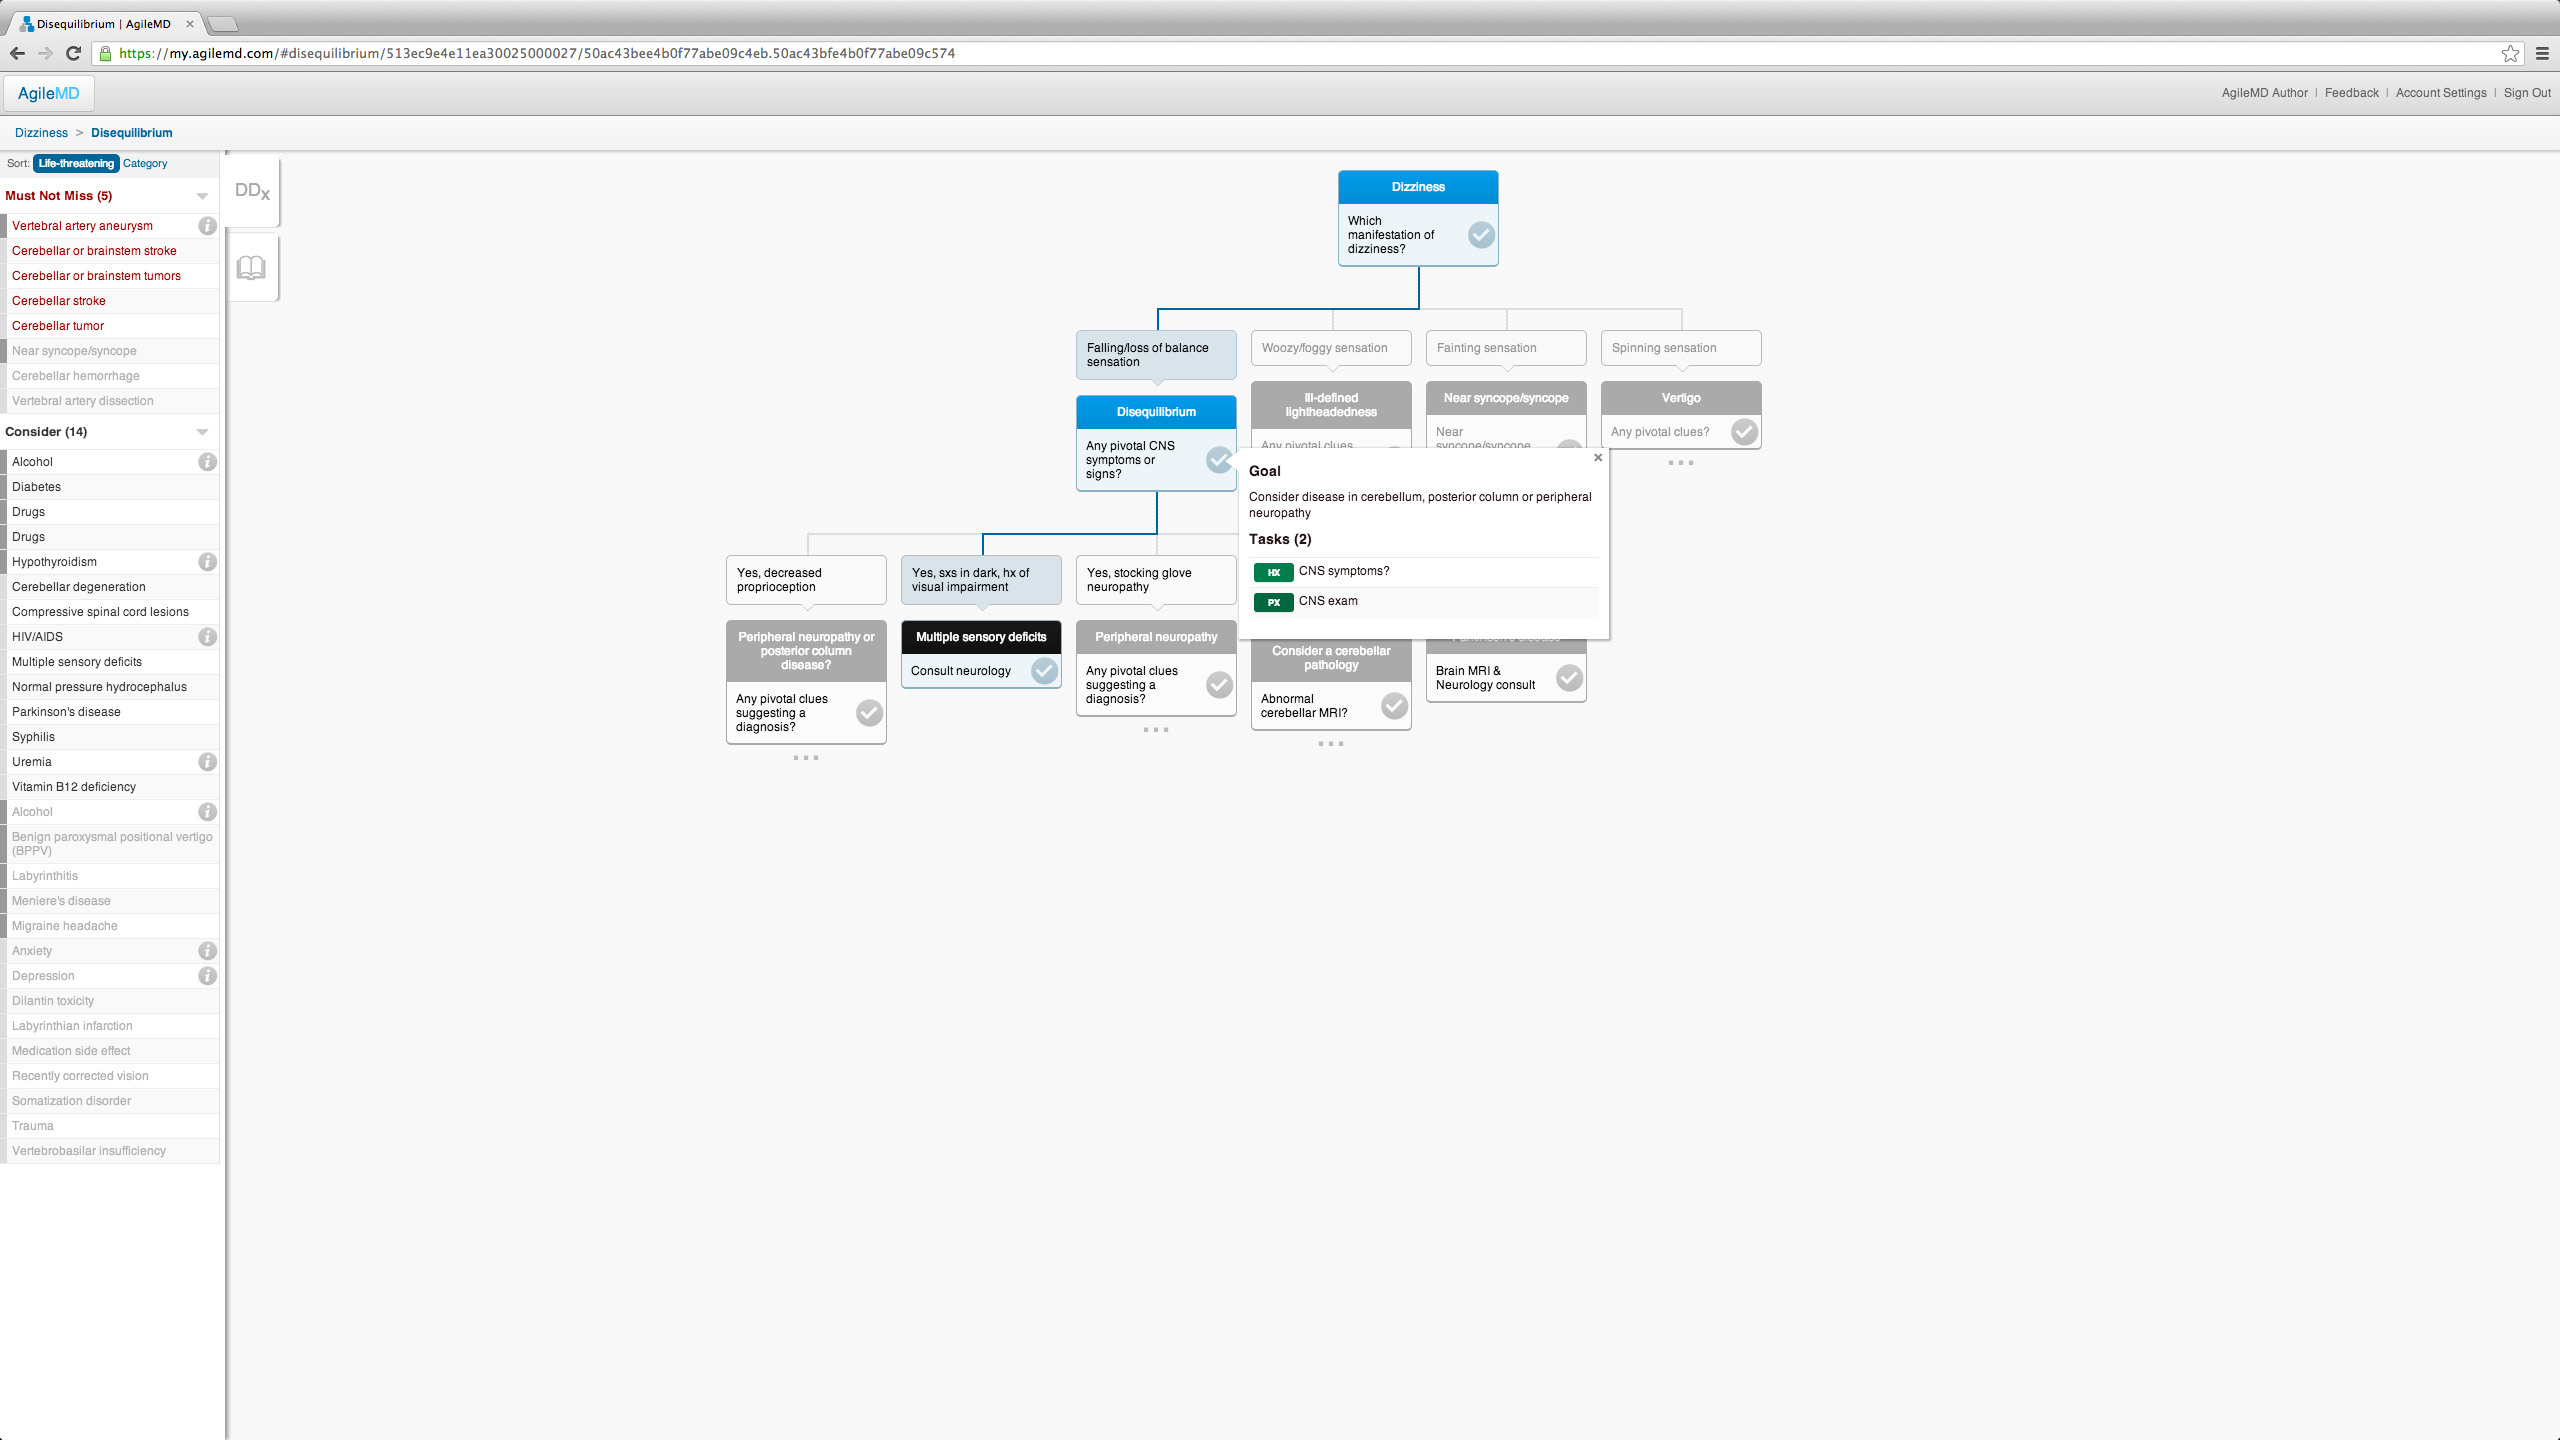 Disequilibrium | AgileMD
https://my.agilemd.com/#disequilibrium/513ec9e4e11ea30025000027/50ac43bee4b0f77abe09c4eb.50ac43bfe4b0f77abe09c574
AgileMD
AgileMD Author | Feedback | Account Settings | Sign Out
Dizziness > Disequilibrium
Sort: Life-threatening Category
Must Not Miss (5)
Vertebral artery aneurysm
Cerebellar or brainstem stroke
Cerebellar or brainstem tumors
Cerebellar stroke
Cerebellar tumor
Near syncope/syncope
Cerebellar hemorrhage
Vertebral artery dissection
Consider (14)
Alcohol
Diabetes
Drugs
Drugs
Hypothyroidism
Cerebellar degeneration
Compressive spinal cord lesions
HIV/AIDS
Multiple sensory deficits
Normal pressure hydrocephalus
Parkinson's disease
Syphilis
Uremia
Vitamin B12 deficiency
Alcohol
Benign paroxysmal positional vertigo
(BPPV)
Labyrinthitis
Meniere's disease
Migraine headache
Anxiety
Depression
Dilantin toxicity
Labyrinthian infarction
Medication side effect
Recently corrected vision
Somatization disorder
Trauma
Vertebrobasilar insufficiency
DDx
Dizziness
Which
manifestation of
dizziness?
Falling/loss of balance
sensation
Woozy/foggy sensation
Fainting sensation
Spinning sensation
Disequilibrium
Any pivotal CNS
symptoms or
signs?
Ill-defined
lightheadedness
Any pivotal clues
Near syncope/syncope
Near
syncope/syncope
Vertigo
Any pivotal clues?
Goal
Consider disease in cerebellum, posterior column or peripheral
neuropathy
Tasks (2)
HX CNS symptoms?
PX CNS exam
Yes, decreased
proprioception
Yes, sxs in dark, hx of
visual impairment
Yes, stocking glove
neuropathy
Peripheral neuropathy or
posterior column
disease?
Any pivotal clues
suggesting a
diagnosis?
Multiple sensory deficits
Consult neurology
Peripheral neuropathy
Any pivotal clues
suggesting a
diagnosis?
Consider a cerebellar
pathology
Abnormal
cerebellar MRI?
Parkinson's disease
Brain MRI &
Neurology consult